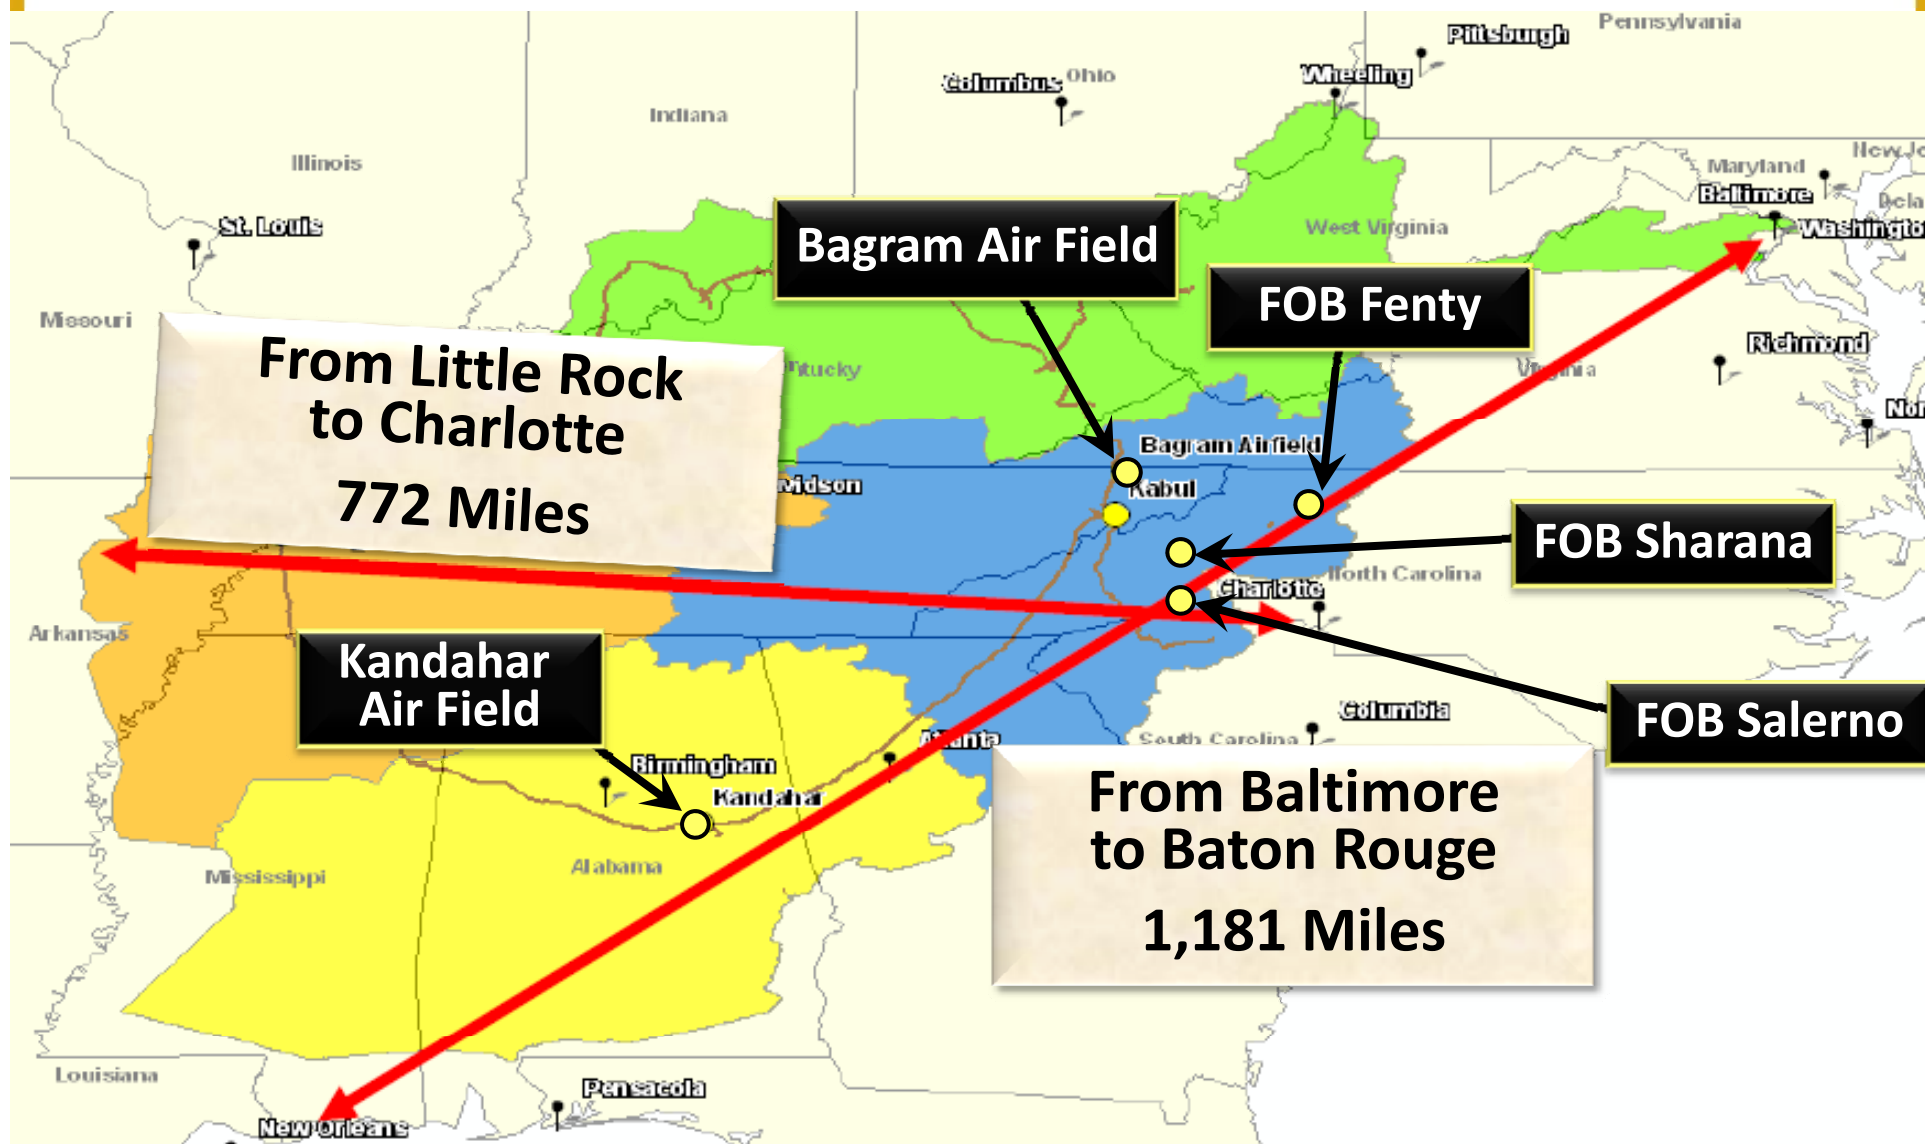 Pennsylvania
Pittsburgh
Wheeling
Columbus
Ohio
Indiana
Illinois
Maryland
Baltimore
West Virginia
St. Louis
Bagram Air Field
FOB Fenty
Missouri
Richmond
From Little Rock
to Charlotte
772 Miles
Virginia
Bagram Airfield
Kabul
FOB Sharana
North Carolina
Charlotte
Arkansas
Kandahar
Air Field
FOB Salerno
Columbia
South Carolina
Atlanta
Birmingham
Kandahar
From Baltimore
to Baton Rouge
1,181 Miles
Alabama
Mississippi
Louisiana
Pensacola
New Orleans